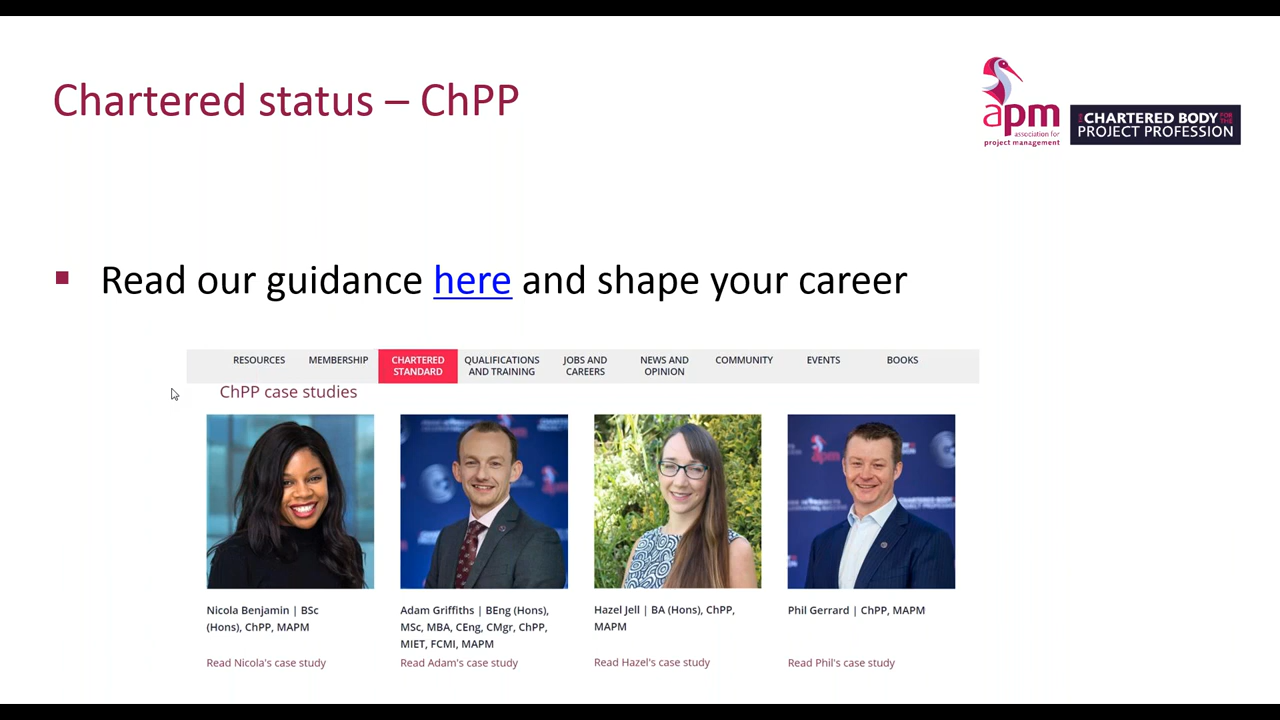 Chartered status – ChPP
apm
association for
project management
THE CHARTERED BODY FOR THE
PROJECT PROFESSION
Read our guidance here and shape your career
RESOURCES
MEMBERSHIP
CHARTERED
STANDARD
QUALIFICATIONS
AND TRAINING
JOBS AND
CAREERS
NEWS AND
OPINION
COMMUNITY
EVENTS
BOOKS
ChPP case studies
apm
Nicola Benjamin | BSc
(Hons), ChPP, MAPM
Read Nicola's case study
Adam Griffiths | BEng (Hons),
MSc, MBA, CEng, CMgr, ChPP,
MIET, FCMI, MAPM
Read Adam's case study
Hazel Jell | BA (Hons), ChPP,
MAPM
Read Hazel's case study
Phil Gerrard | ChPP, MAPM
Read Phil's case study